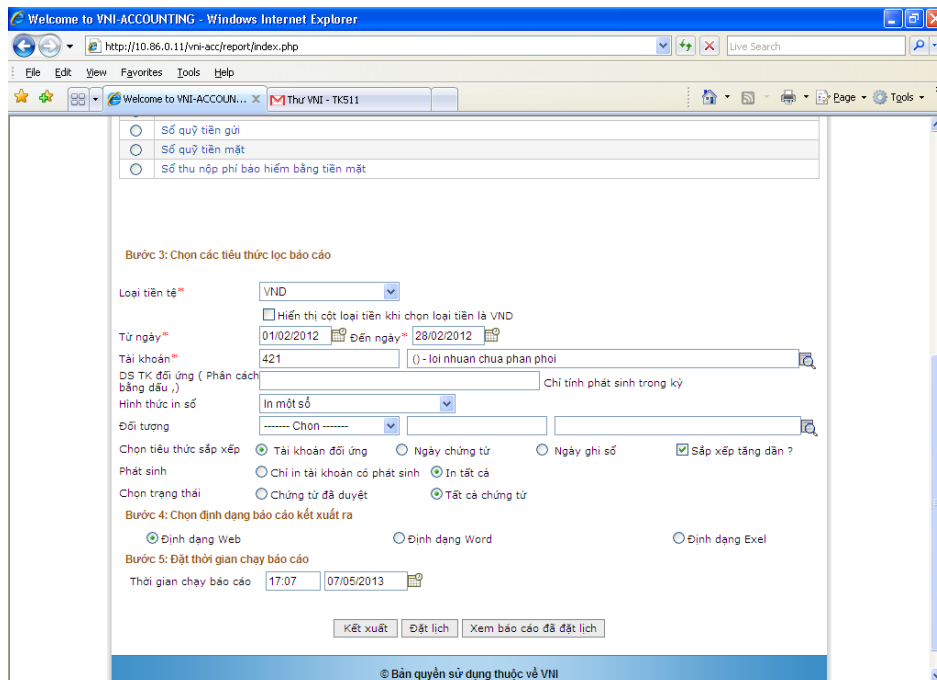 Welcome to VNI-ACCOUNTING - Windows Internet Explorer
http://10.86.0.11/vni-acc/report/index.php
Live Search
File Edit View Favorites Tools Help
Welcome to VNI-ACCOUN... Thư VNI - TK511 Page Tools
Sổ quỹ tiền gửi
Sổ quỹ tiền mặt
Sổ thu nộp phí bảo hiểm bằng tiền mặt
Bước 3: Chọn các tiêu thức lọc báo cáo
Loại tiền tệ* VND
Hiển thị cột loại tiền khi chọn loại tiền là VND
Từ ngày* 01/02/2012 Đến ngày* 28/02/2012
Tài khoản* 421 () - loi nhuan chua phan phoi
DS TK đối ứng ( Phân cách bằng dấu ,) Chỉ tính phát sinh trong kỳ
Hình thức in sổ In một sổ
Đối tượng ------- Chon -------
Chọn tiêu thức sắp xếp Tài khoản đối ứng Ngày chứng từ Ngày ghi sổ Sắp xếp tăng dần ?
Phát sinh Chỉ in tài khoản có phát sinh In tất cả
Chọn trạng thái Chứng từ đã duyệt Tất cả chứng từ
Bước 4: Chọn định dạng báo cáo kết xuất ra
Định dạng Web Định dạng Word Định dạng Exel
Bước 5: Đặt thời gian chạy báo cáo
Thời gian chạy báo cáo 17:07 07/05/2013
Kết xuất Đặt lịch Xem báo cáo đã đặt lịch
© Bản quyền sử dụng thuộc về VNI